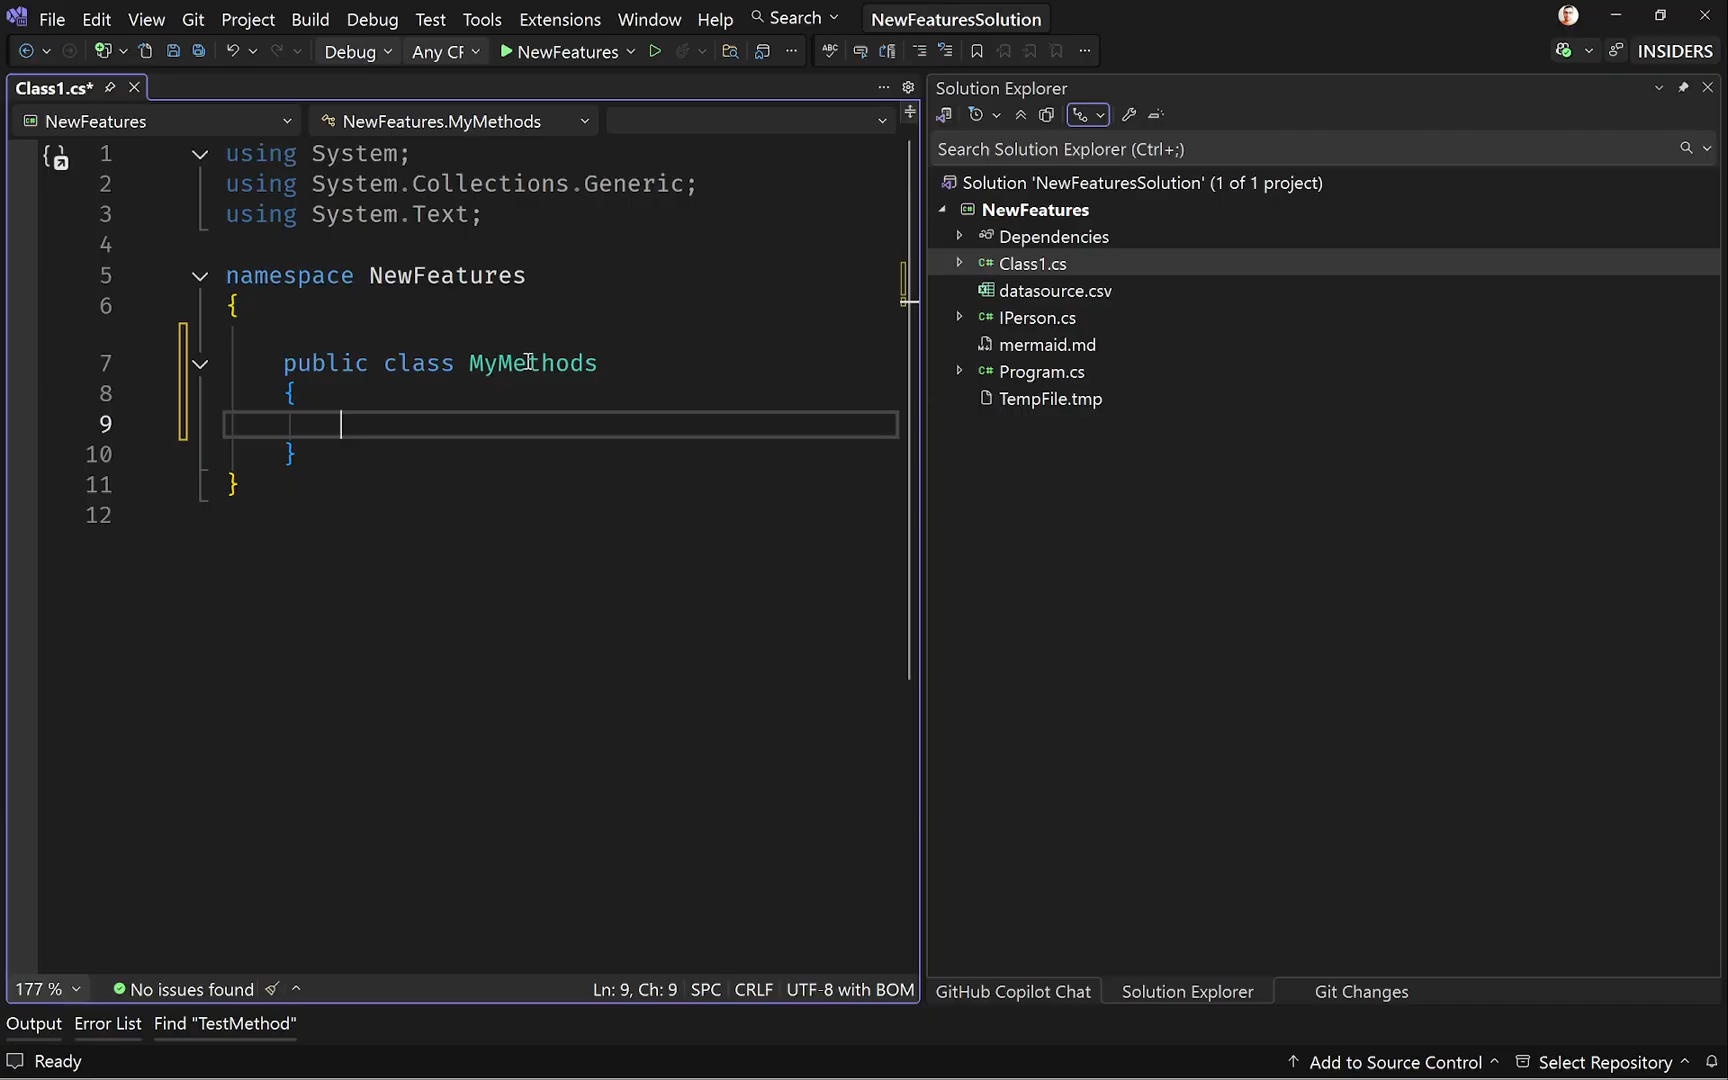 File Edit View Git Project Build Debug Test Tools Extensions Window Help Search NewFeaturesSolution
Debug Any CF NewFeatures INSIDERS
Class1.cs*
NewFeatures NewFeatures.MyMethods
1 using System;
2 using System.Collections.Generic;
3 using System.Text;
4
5 namespace NewFeatures
6 {
7 public class MyMethods
8 {
9
10 }
11 }
12
177 % No issues found Ln: 9, Ch: 9 SPC CRLF UTF-8 with BOM
Solution Explorer
Search Solution Explorer (Ctrl+;)
Solution 'NewFeaturesSolution' (1 of 1 project)
NewFeatures
Dependencies
C# Class1.cs
datasource.csv
C# IPerson.cs
mermaid.md
C# Program.cs
TempFile.tmp
GitHub Copilot Chat Solution Explorer Git Changes
Output Error List Find "TestMethod"
Ready Add to Source Control Select Repository